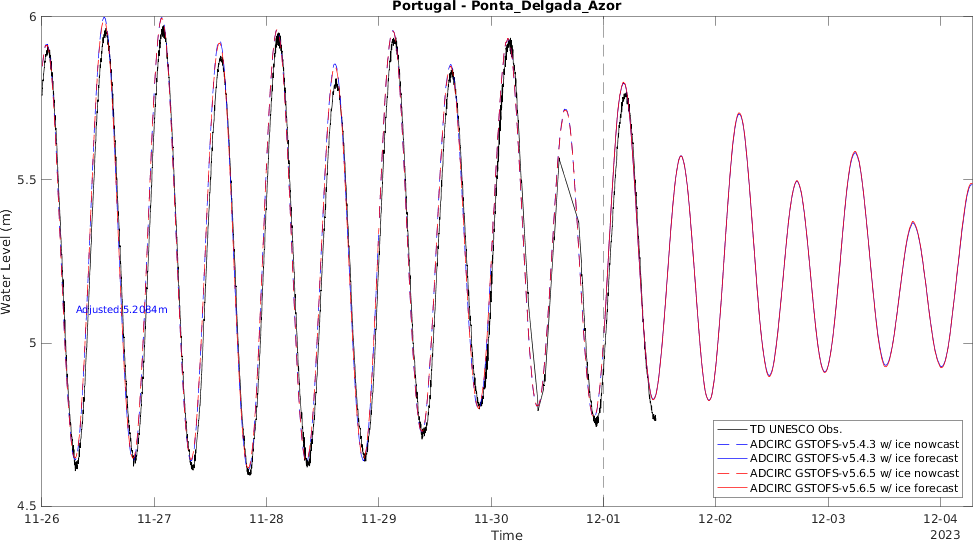 Portugal - Ponta_Delgada_Azor
6
5.5
5
4.5
Water Level (m)
Adjusted:5.2084m
TD UNESCO Obs.
ADCIRC GSTOFS-v5.4.3 w/ ice nowcast
ADCIRC GSTOFS-v5.4.3 w/ ice forecast
ADCIRC GSTOFS-v5.6.5 w/ ice nowcast
ADCIRC GSTOFS-v5.6.5 w/ ice forecast
11-26 11-27 11-28 11-29 11-30 12-01 12-02 12-03 12-04
2023
Time